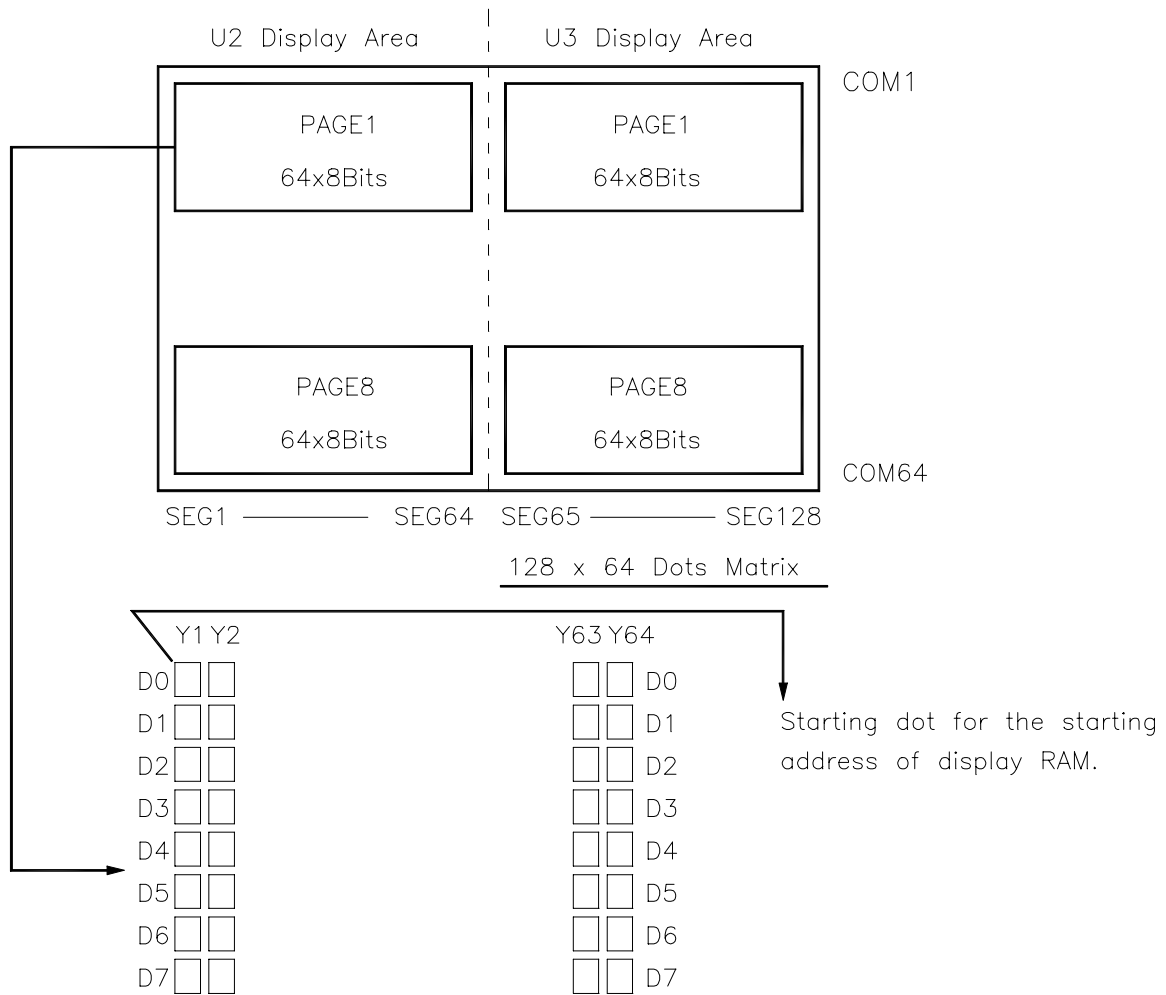 U2 Display Area
U3 Display Area
COM1
PAGE1
64x8Bits
PAGE1
64x8Bits
PAGE8
64x8Bits
PAGE8
64x8Bits
COM64
SEG1
SEG64
SEG65
SEG128
128 x 64 Dots Matrix
Y1 Y2
Y63 Y64
D0
D0
D1
D1
D2
D2
D3
D3
D4
D4
D5
D5
D6
D6
D7
D7
Starting dot for the starting
address of display RAM.